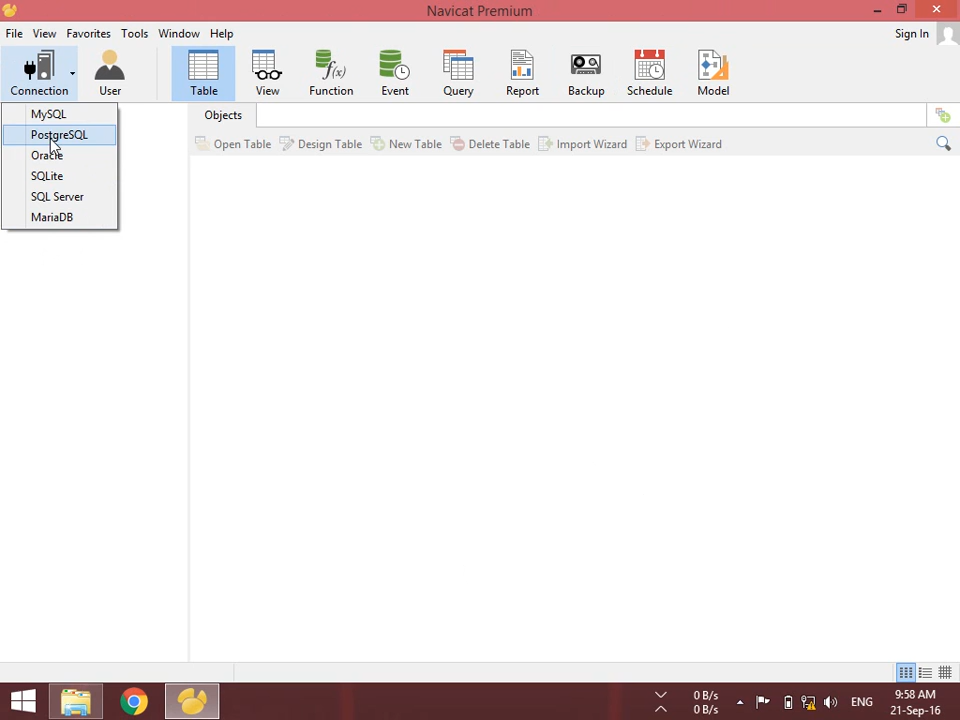 Navicat Premium
File View Favorites Tools Window Help Sign In
Connection User Table View Function Event Query Report Backup Schedule Model
MySQL
PostgreSQL
Oracle
SQLite
SQL Server
MariaDB
Objects
Open Table Design Table New Table Delete Table Import Wizard Export Wizard
0 B/s
0 B/s
ENG
9:58 AM
21-Sep-16